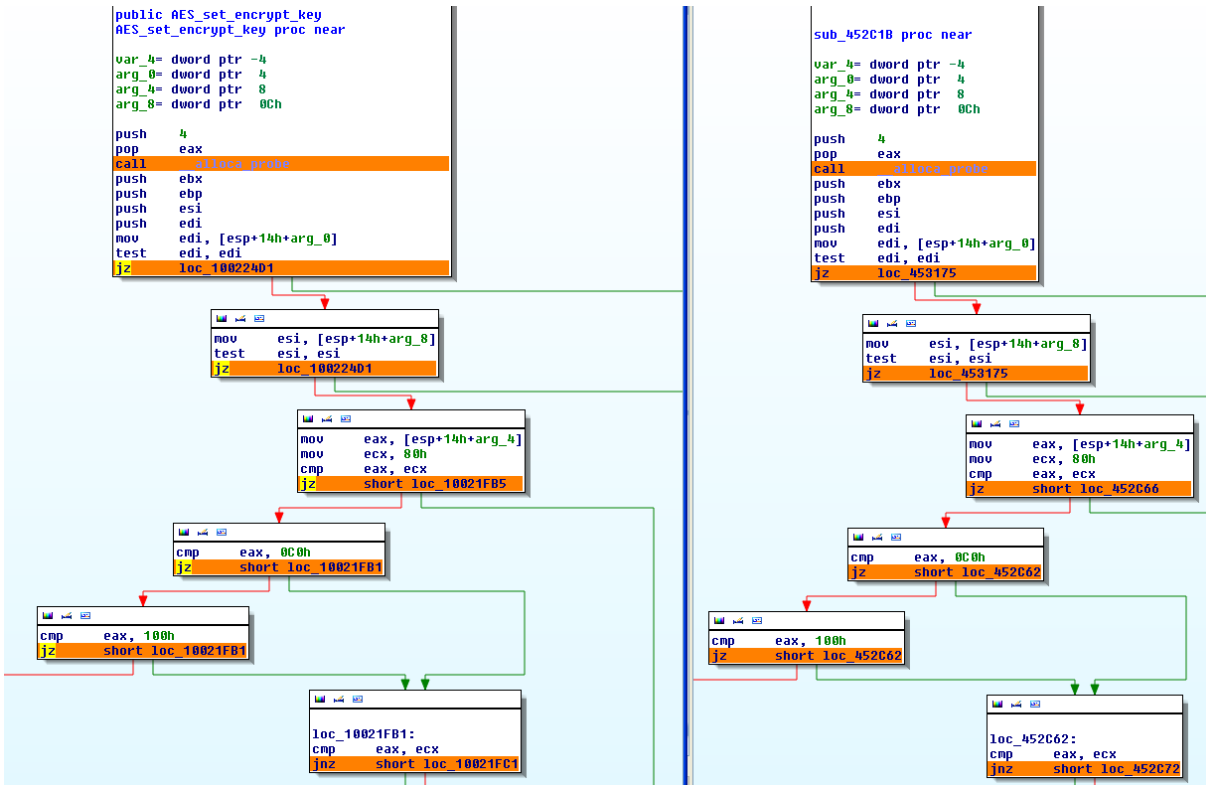 public AES_set_encrypt_key
AES_set_encrypt_key proc near
var_4= dword ptr -4
arg_0= dword ptr  4
arg_4= dword ptr  8
arg_8= dword ptr  0Ch
push    4
pop     eax
call    __alloca_probe
push    ebx
push    ebp
push    esi
push    edi
mov     edi, [esp+14h+arg_0]
test    edi, edi
jz      loc_100224D1
mov     esi, [esp+14h+arg_8]
test    esi, esi
jz      loc_100224D1
mov     eax, [esp+14h+arg_4]
mov     ecx, 80h
cmp     eax, ecx
jz      short loc_10021FB5
cmp     eax, 0C0h
jz      short loc_10021FB1
cmp     eax, 100h
jz      short loc_10021FB1
loc_10021FB1:
cmp     eax, ecx
jnz     short loc_10021FC1
sub_452C1B proc near
var_4= dword ptr -4
arg_0= dword ptr  4
arg_4= dword ptr  8
arg_8= dword ptr  0Ch
push    4
pop     eax
call    __alloca_probe
push    ebx
push    ebp
push    esi
push    edi
mov     edi, [esp+14h+arg_0]
test    edi, edi
jz      loc_453175
mov     esi, [esp+14h+arg_8]
test    esi, esi
jz      loc_453175
mov     eax, [esp+14h+arg_4]
mov     ecx, 80h
cmp     eax, ecx
jz      short loc_452C66
cmp     eax, 0C0h
jz      short loc_452C62
cmp     eax, 100h
jz      short loc_452C62
loc_452C62:
cmp     eax, ecx
jnz     short loc_452C72